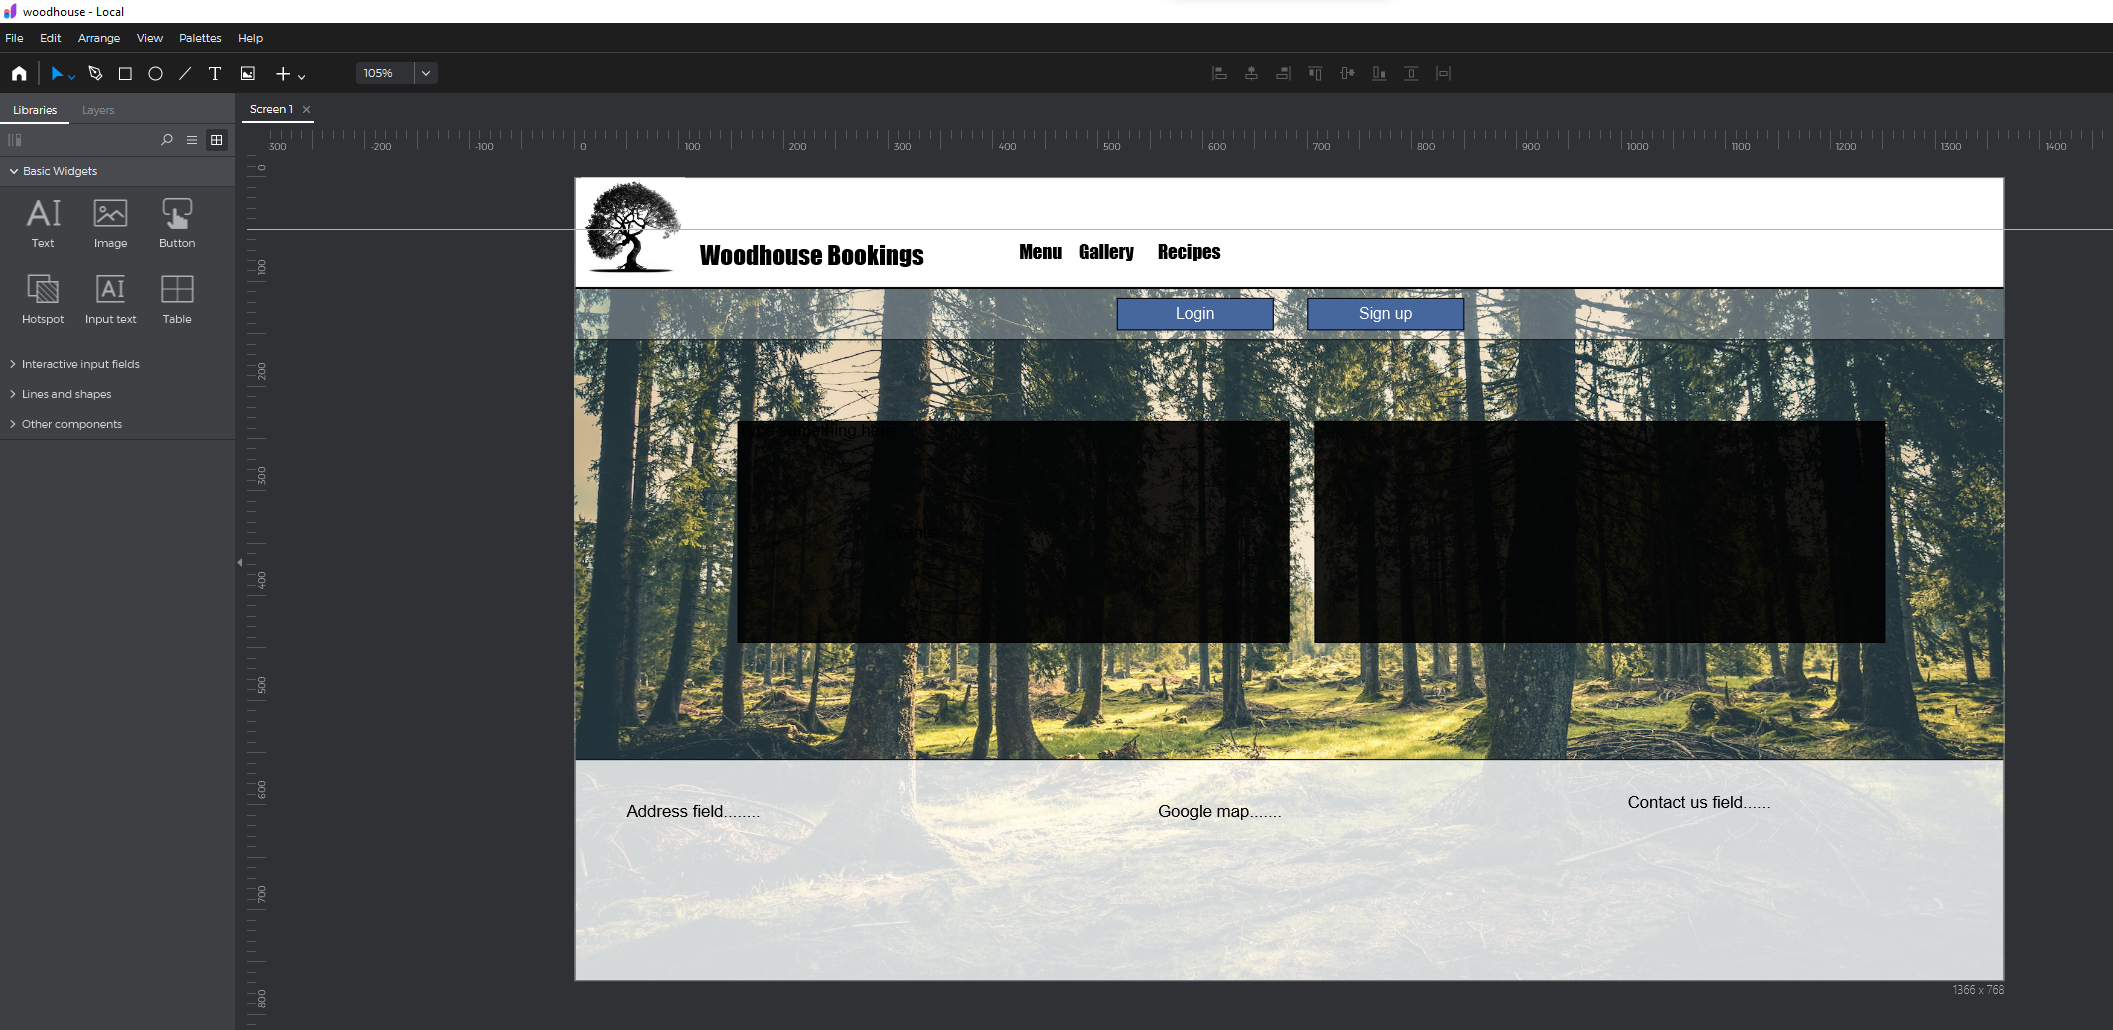 woodhouse - Local
File Edit Arrange View Palettes Help
105%
Libraries Layers
Screen 1
300 -200 -100 0 100 200 300 400 500 600 700 800 900 1000 1100 1200 1300 1400
Basic Widgets
Text Image Button
Hotspot Input text Table
Interactive input fields
Lines and shapes
Other components
0
100
200
300
400
500
600
700
800
Woodhouse Bookings Menu Gallery Recipes
Login Sign up
something here
Events
Address field........ Google map....... Contact us field......
1366 x 768